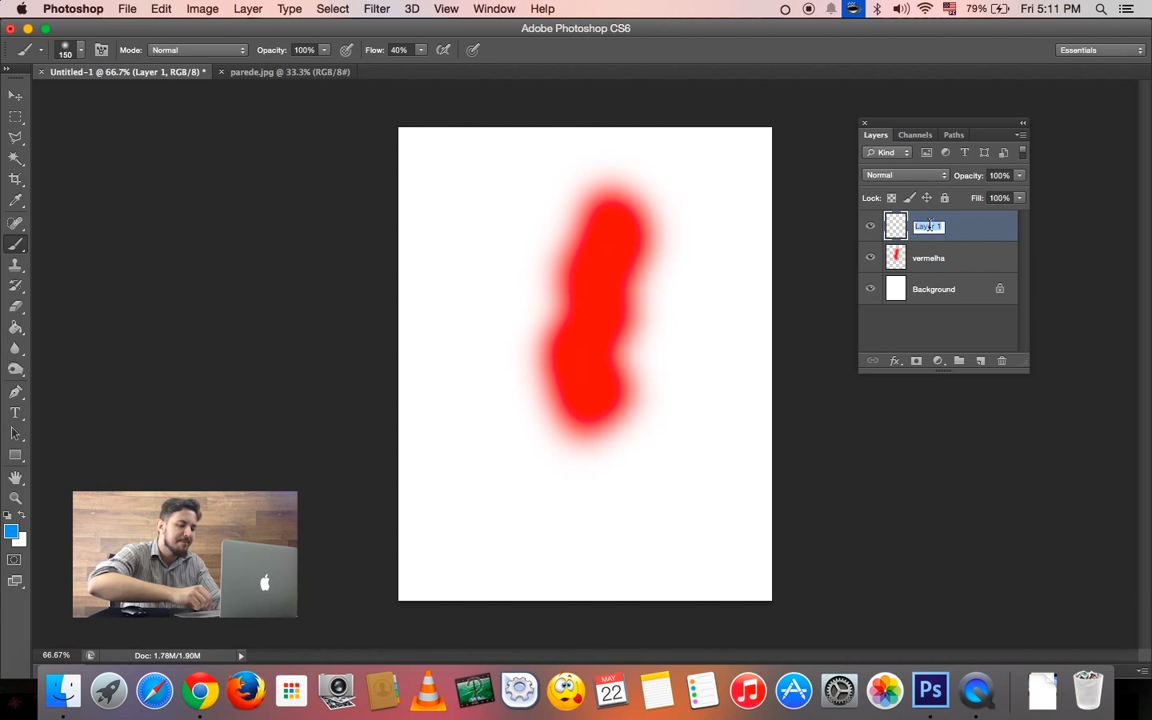 Photoshop File Edit Image Layer Type Select Filter 3D View Window Help 79% Fri 5:11 PM
Adobe Photoshop CS6
150 Mode: Normal Opacity: 100% Flow: 40% Essentials
Untitled-1 @ 66.7% (Layer 1, RGB/8) * parede.jpg @ 33.3% (RGB/8#)
Layers Channels Paths
Kind
Normal Opacity: 100%
Lock: Fill: 100%
Layer 1
vermelha
Background
66.67% Doc: 1.78M/1.90M
MAY
22
Ps